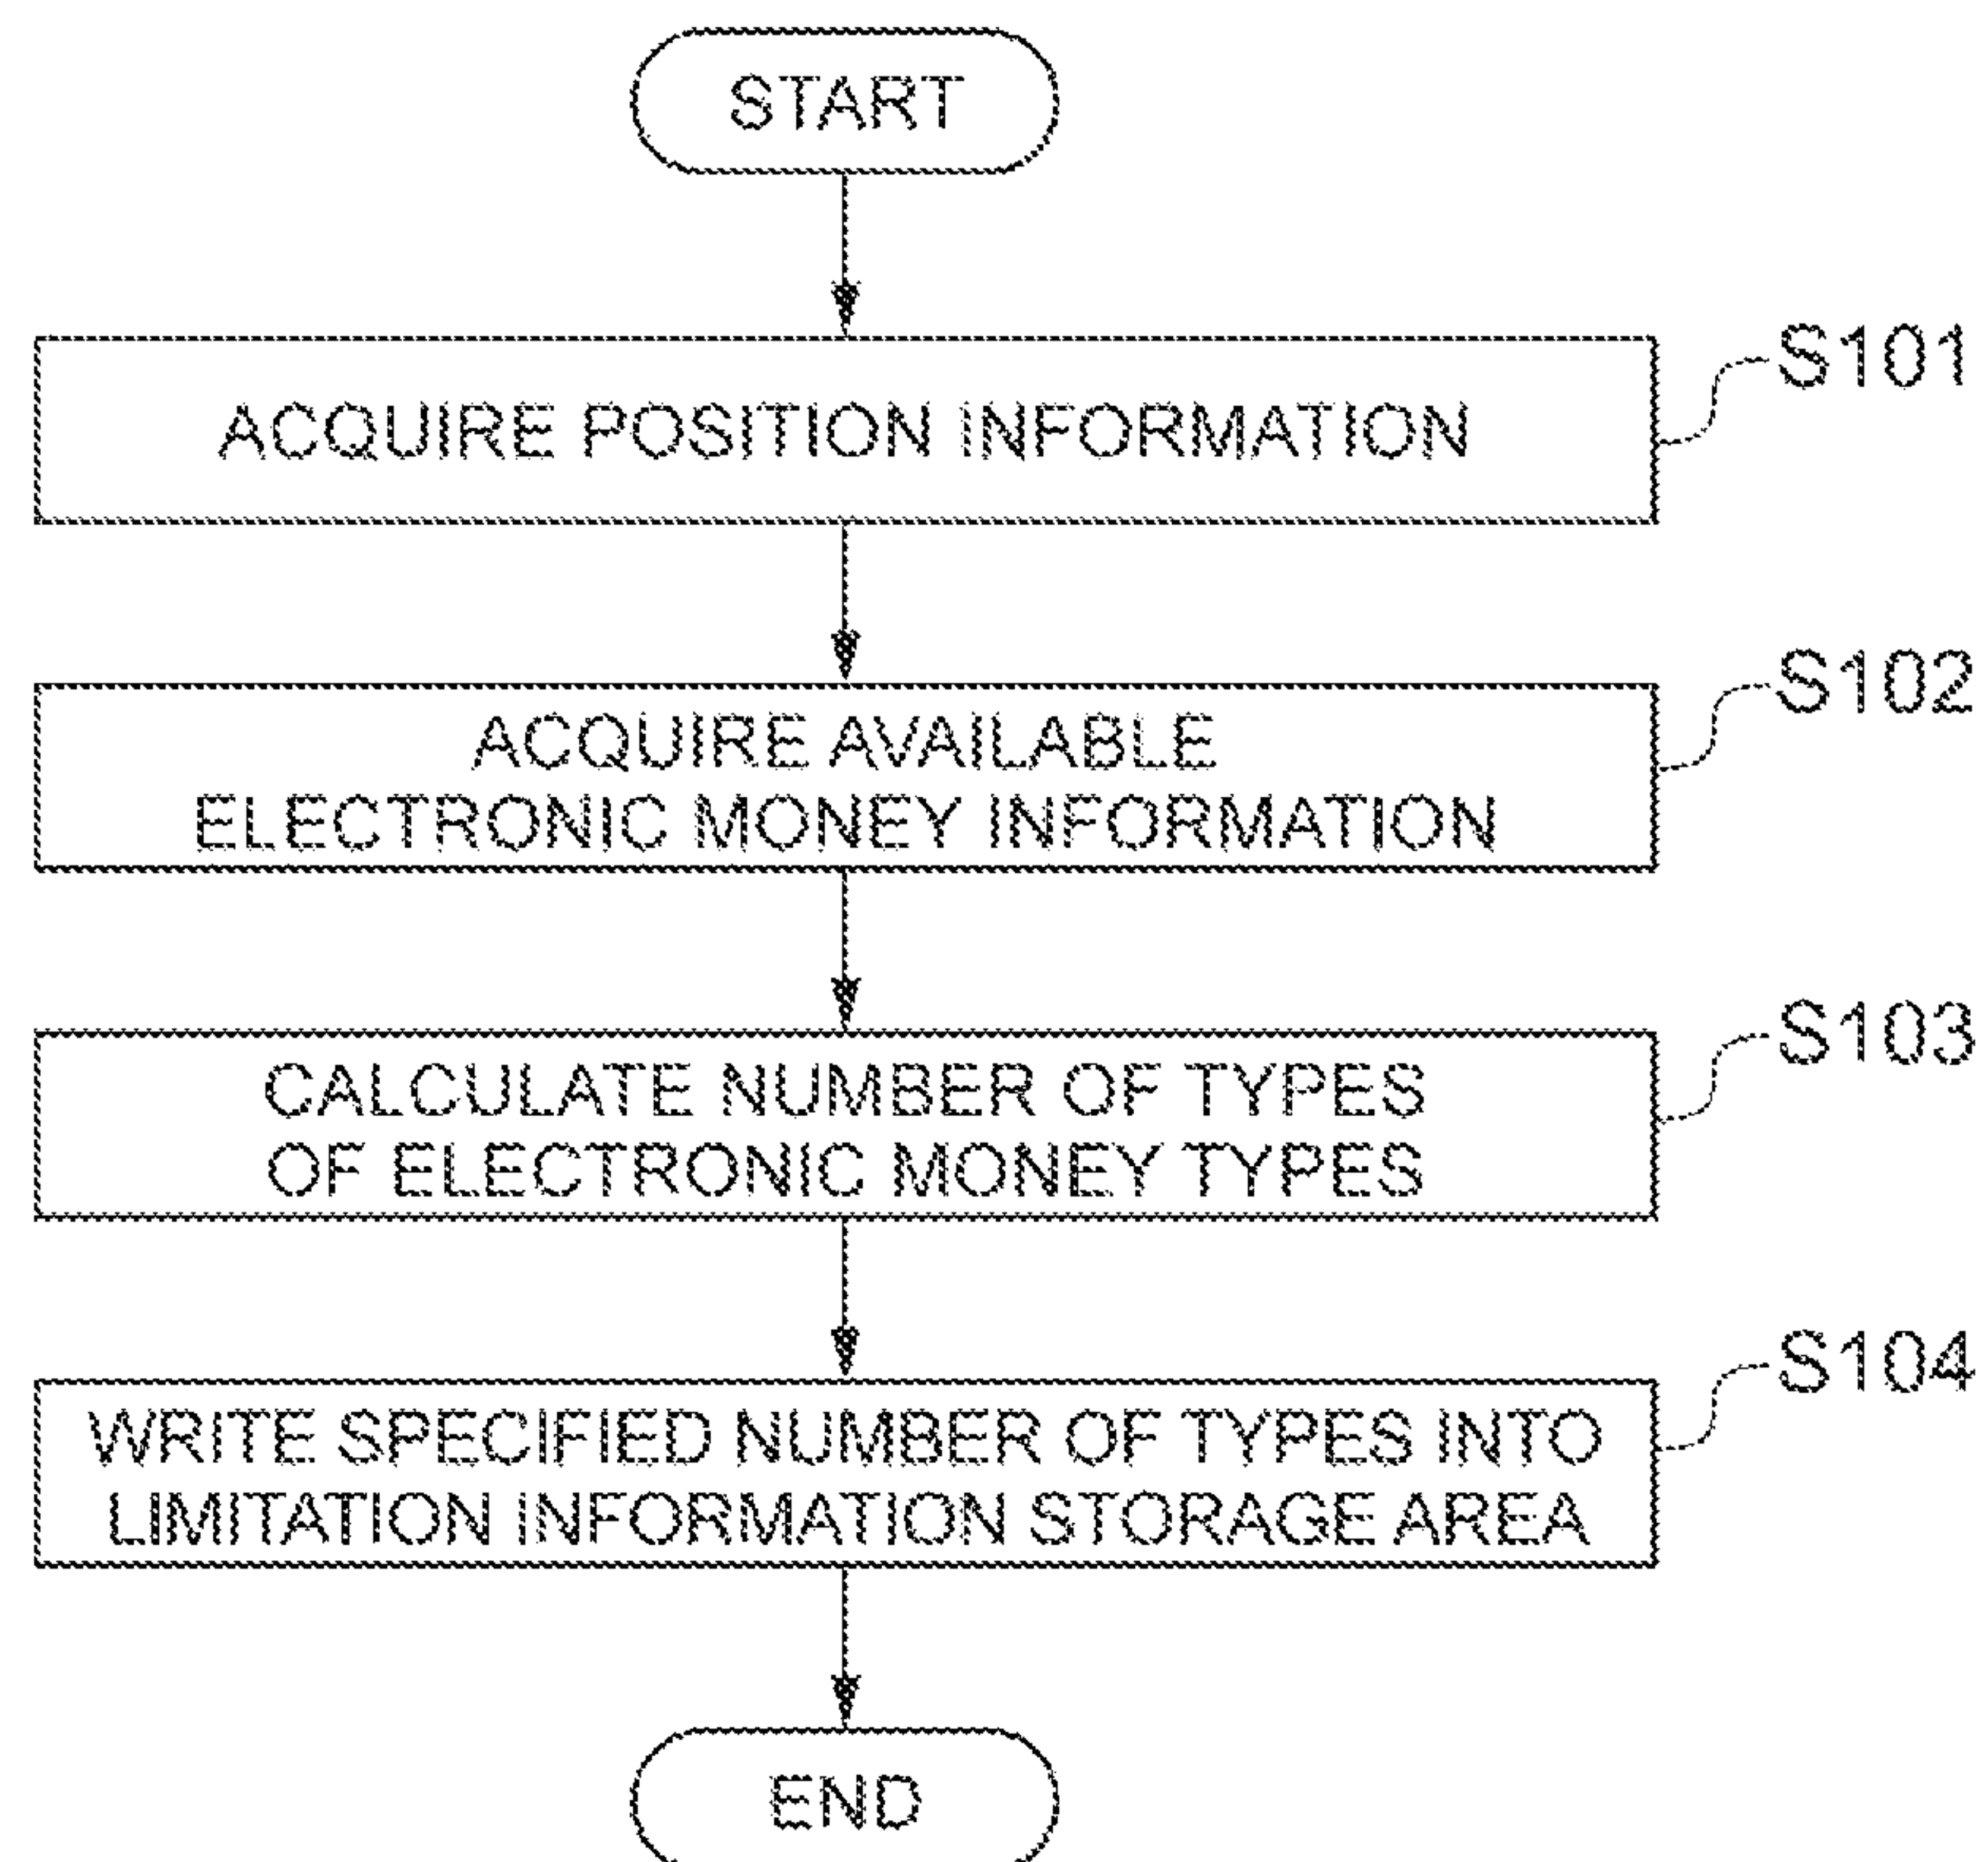 START
S101
ACQUIRE POSITION INFORMATION
S102
ACQUIRE AVAILABLE
ELECTRONIC MONEY INFORMATION
S103
CALCULATE NUMBER OF TYPES
OF ELECTRONIC MONEY TYPES
S104
WRITE SPECIFIED NUMBER OF TYPES INTO
LIMITATION INFORMATION STORAGE AREA
END